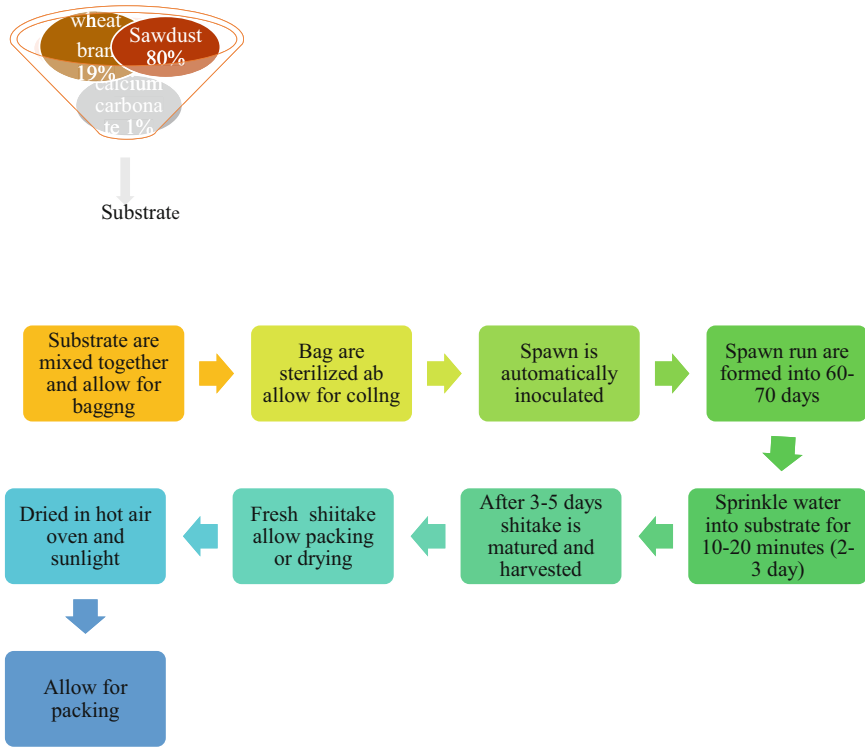 wheat
bran
19%
Sawdust
80%
calcium
carbona
te 1%
Substrate
Substrate are
mixed together
and allow for
baggng
Bag are
sterilized ab
allow for collng
Spawn is
automatically
inoculated
Spawn run are
formed into 60-
70 days
Sprinkle water
into substrate for
10-20 minutes (2-
3 day)
After 3-5 days
shitake is
matured and
harvested
Fresh shiitake
allow packing
or drying
Dried in hot air
oven and
sunlight
Allow for
packing